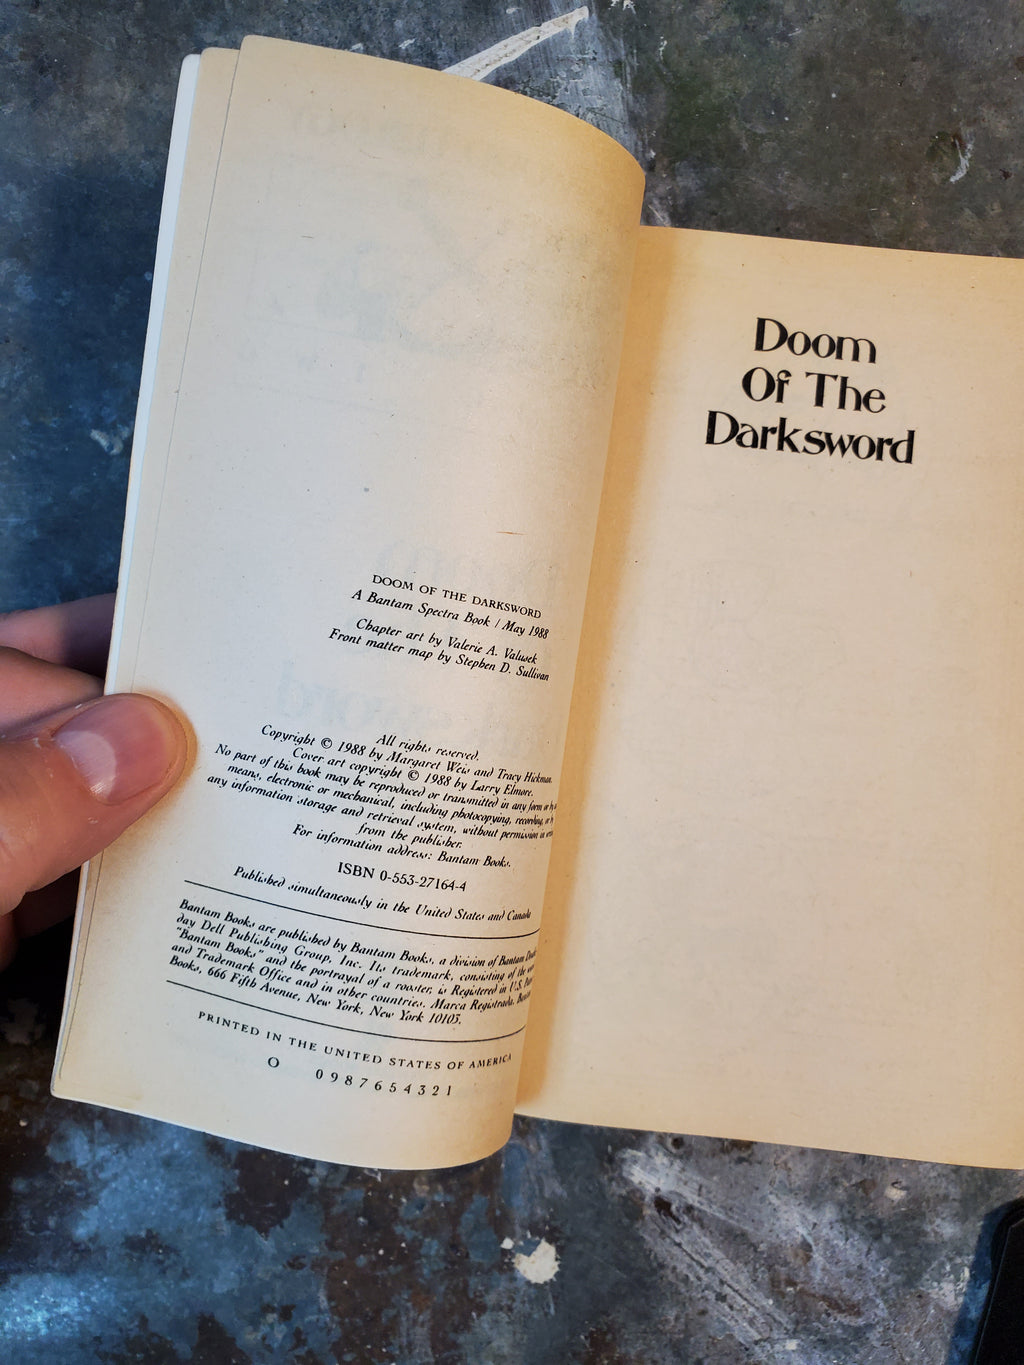 DOOM OF THE DARKSWORD
A Bantam Spectra Book / May 1988
Chapter art by Valerie A. Valusek
Front matter map by Stephen D. Sullivan
All rights reserved.
Copyright © 1988 by Margaret Weis and Tracy Hickman.
Cover art copyright © 1988 by Larry Elmore.
No part of this book may be reproduced or transmitted in any form or by
means, electronic or mechanical, including photocopying, recording, or
any information storage and retrieval system, without permission in
from the publisher.
For information address: Bantam Books.
ISBN 0-553-27164-4
Published simultaneously in the United States and Canada
Bantam Books are published by Bantam Books, a division of Bantam
day Dell Publishing Group, Inc. Its trademark, consisting of the
"Bantam Books" and the portrayal of a rooster, is Registered in U.S.
and Trademark Office and in other countries. Marca Registrada. Bantam
Books, 666 Fifth Avenue, New York, New York 10103.
PRINTED IN THE UNITED STATES OF AMERICA
O 0 9 8 7 6 5 4 3 2 1
Doom
Of The
Darksword